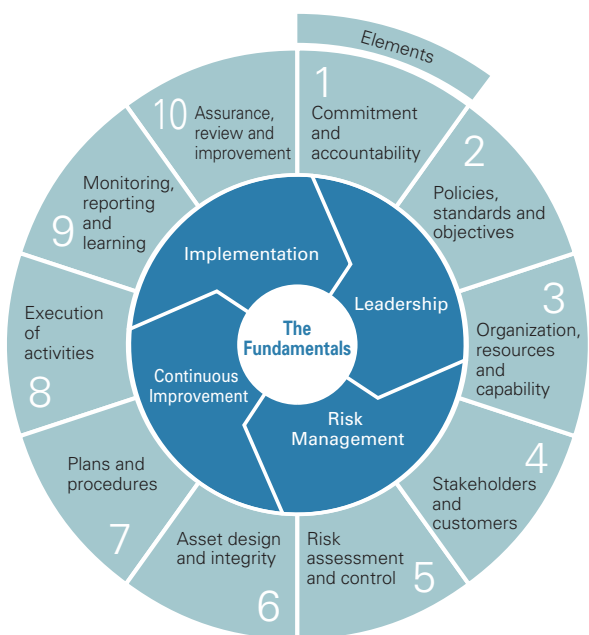 Elements
1
Commitment
and
accountability
2
Policies,
standards and
objectives
3
Organization,
resources
and
capability
4
Stakeholders
and
customers
5
Risk
assessment
and control
6
Asset design
and integrity
7
Plans and
procedures
8
Execution
of
activities
9
Monitoring,
reporting
and
learning
10
Assurance,
review and
improvement
The
Fundamentals
Leadership
Risk
Management
Continuous
Improvement
Implementation